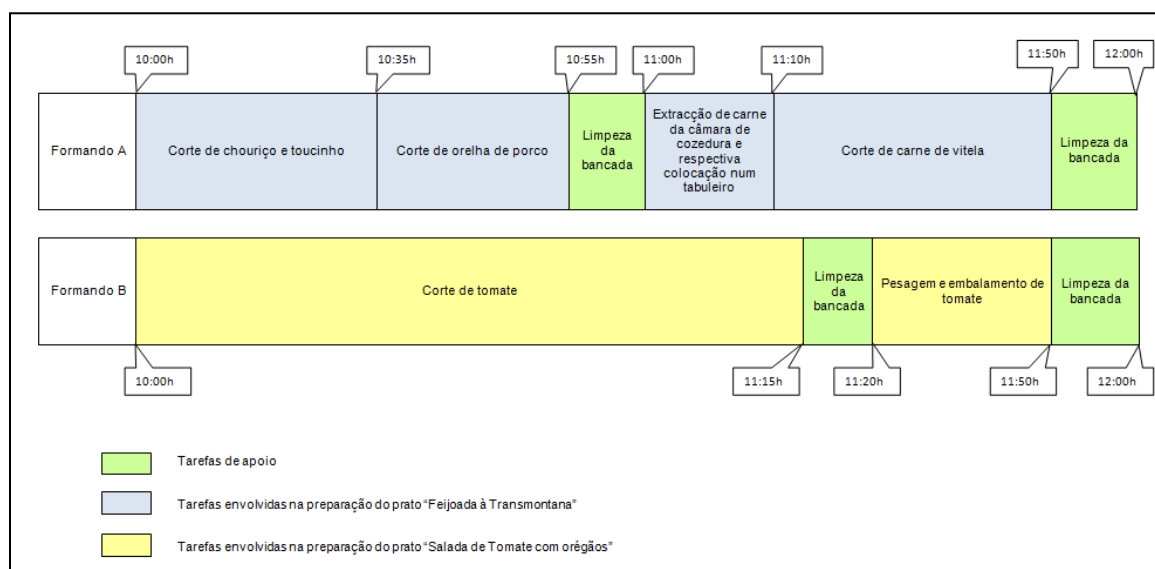 10:00h
10:35h
10:55h
11:00h
11:10h
11:50h
12:00h
Formando A
Corte de chouriço e toucinho
Corte de orelha de porco
Limpeza
da
bancada
Extracção de carne
da câmara de
cozedura e
respectiva
colocação num
tabuleiro
Corte de carne de vitela
Limpeza da
bancada
Formando B
Corte de tomate
Limpeza
da
bancada
Pesagem e embalamento de
tomate
Limpeza da
bancada
10:00h
11:15h
11:20h
11:50h
12:00h
Tarefas de apoio
Tarefas envolvidas na preparação do prato “Feijoada à Transmontana”
Tarefas envolvidas na preparação do prato “Salada de Tomate com orégãos”